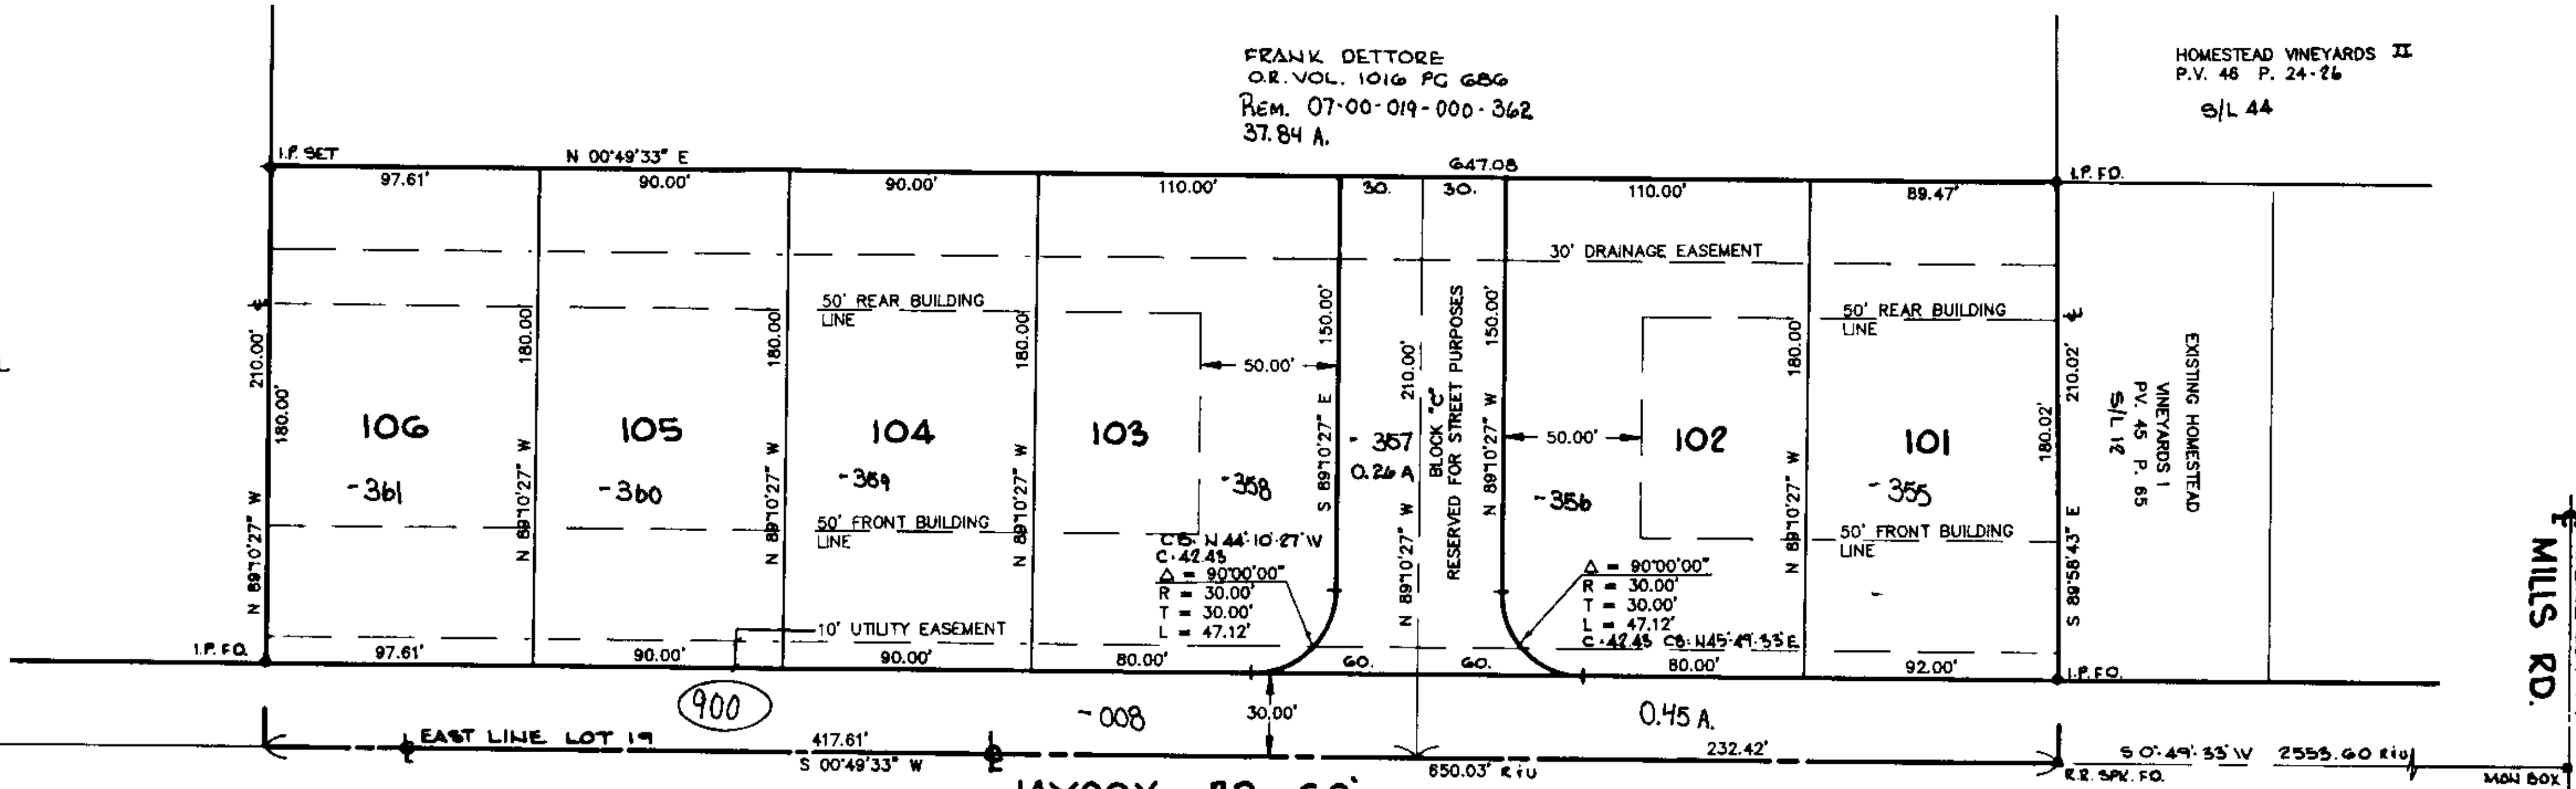 FRANK DETTORE
O.R. VOL. 1016 PG 686
REM. 07-00-019-000-362
37.84 A.
HOMESTEAD VINEYARDS II
P.V. 46 P. 24-26
S/L 44
I.P. SET
N 00°49'33" E
647.08
I.P. FD.
97.61'
90.00'
90.00'
110.00'
30.
30.
110.00'
89.47'
30' DRAINAGE EASEMENT
50' REAR BUILDING
LINE
50' REAR BUILDING
LINE
210.00'
180.00'
180.00'
180.00'
180.00'
150.00'
210.00'
150.00'
180.00'
210.02'
180.02'
50.00'
50.00'
106
105
104
103
102
101
-361
-360
-359
-358
-357
0.26 A
-356
-355
BLOCK "C"
RESERVED FOR STREET PURPOSES
EXISTING HOMESTEAD
VINEYARDS I
PV. 45 P. 65
S/L 12
N 89°10'27" W
N 89°10'27" W
N 89°10'27" W
N 89°10'27" W
S 89°10'27" E
N 89°10'27" W
N 89°10'27" W
N 89°10'27" W
S 89°58'43" E
50' FRONT BUILDING
LINE
50' FRONT BUILDING
LINE
CB: N 44°10'27" W
C: 42.43
Δ = 90°00'00"
R = 30.00'
T = 30.00'
L = 47.12'
Δ = 90°00'00"
R = 30.00'
T = 30.00'
L = 47.12'
C: 42.43 CB: N45°49'33"E
10' UTILITY EASEMENT
I.P. FD.
97.61'
90.00'
90.00'
80.00'
60.
60.
80.00'
92.00'
I.P. FD.
MILLS RD.
900
-008
30.00'
0.45 A.
EAST LINE LOT 19
417.61'
S 00°49'33" W
232.42'
650.03' R/U
S 0°49'33" W 2553.60 R/U
R.R. SPK. FD.
MON BOX